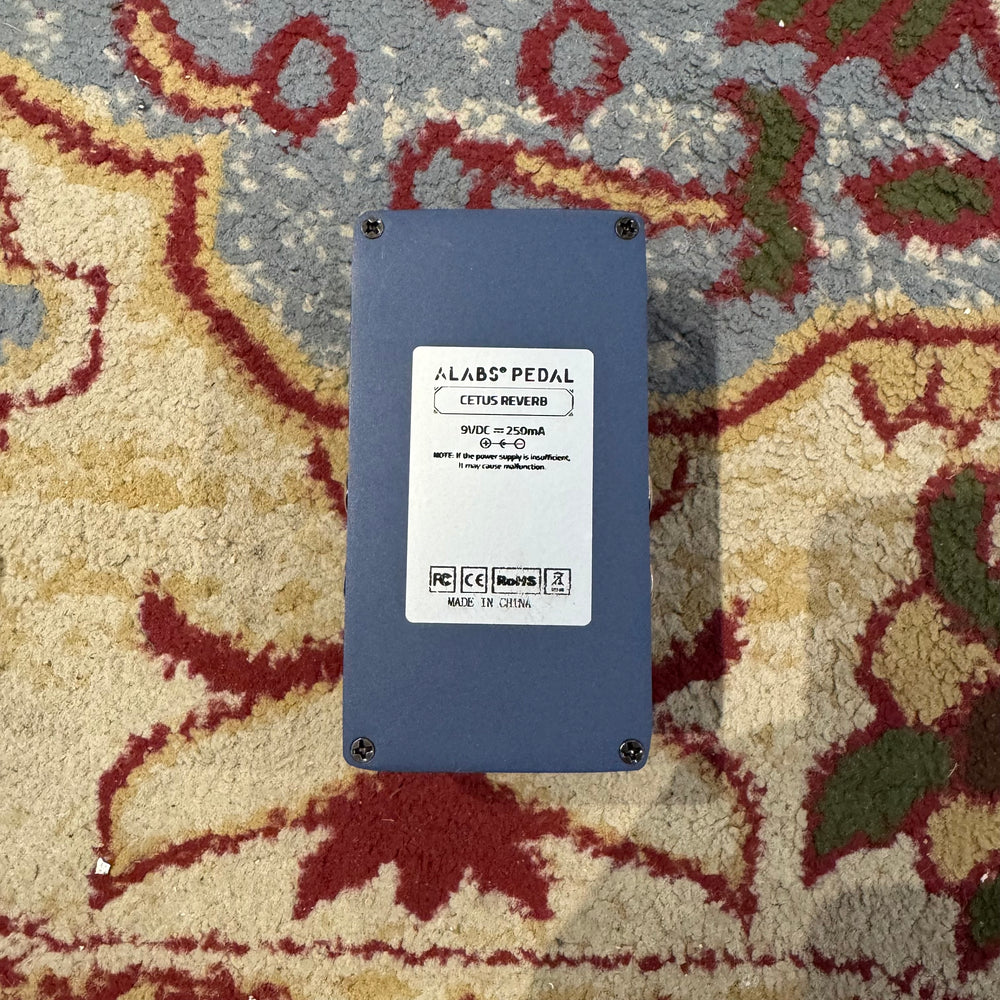 ALABS® PEDAL
CETUS REVERB
9VDC ⎓ 250mA
NOTE: If the power supply is insufficient,
it may cause malfunction.
FC CE RoHS
MADE IN CHINA